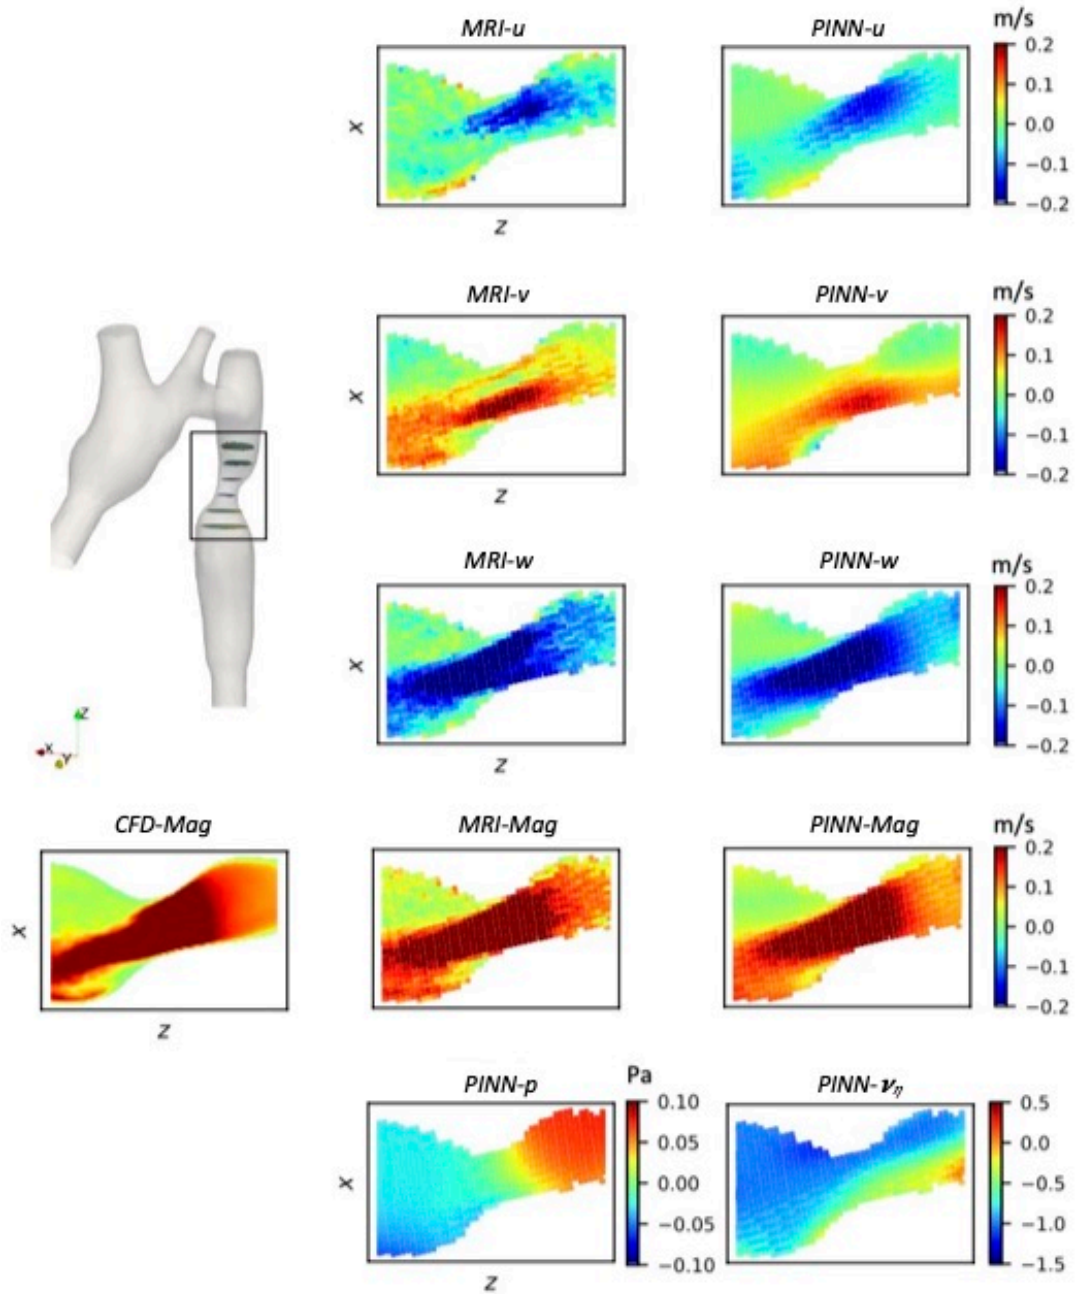 MRI-u PINN-u m/s
0.2
0.1
0.0
−0.1
−0.2
X
Z
MRI-v PINN-v m/s
0.2
0.1
0.0
−0.1
−0.2
X
Z
MRI-w PINN-w m/s
0.2
0.1
0.0
−0.1
−0.2
X
Z
Z
X
Y
CFD-Mag MRI-Mag PINN-Mag m/s
0.2
0.1
0.0
−0.1
−0.2
X
Z
PINN-p Pa PINN-𝝂η
0.10 0.5
0.05 0.0
0.00 −0.5
−0.05 −1.0
−0.10 −1.5
X
Z